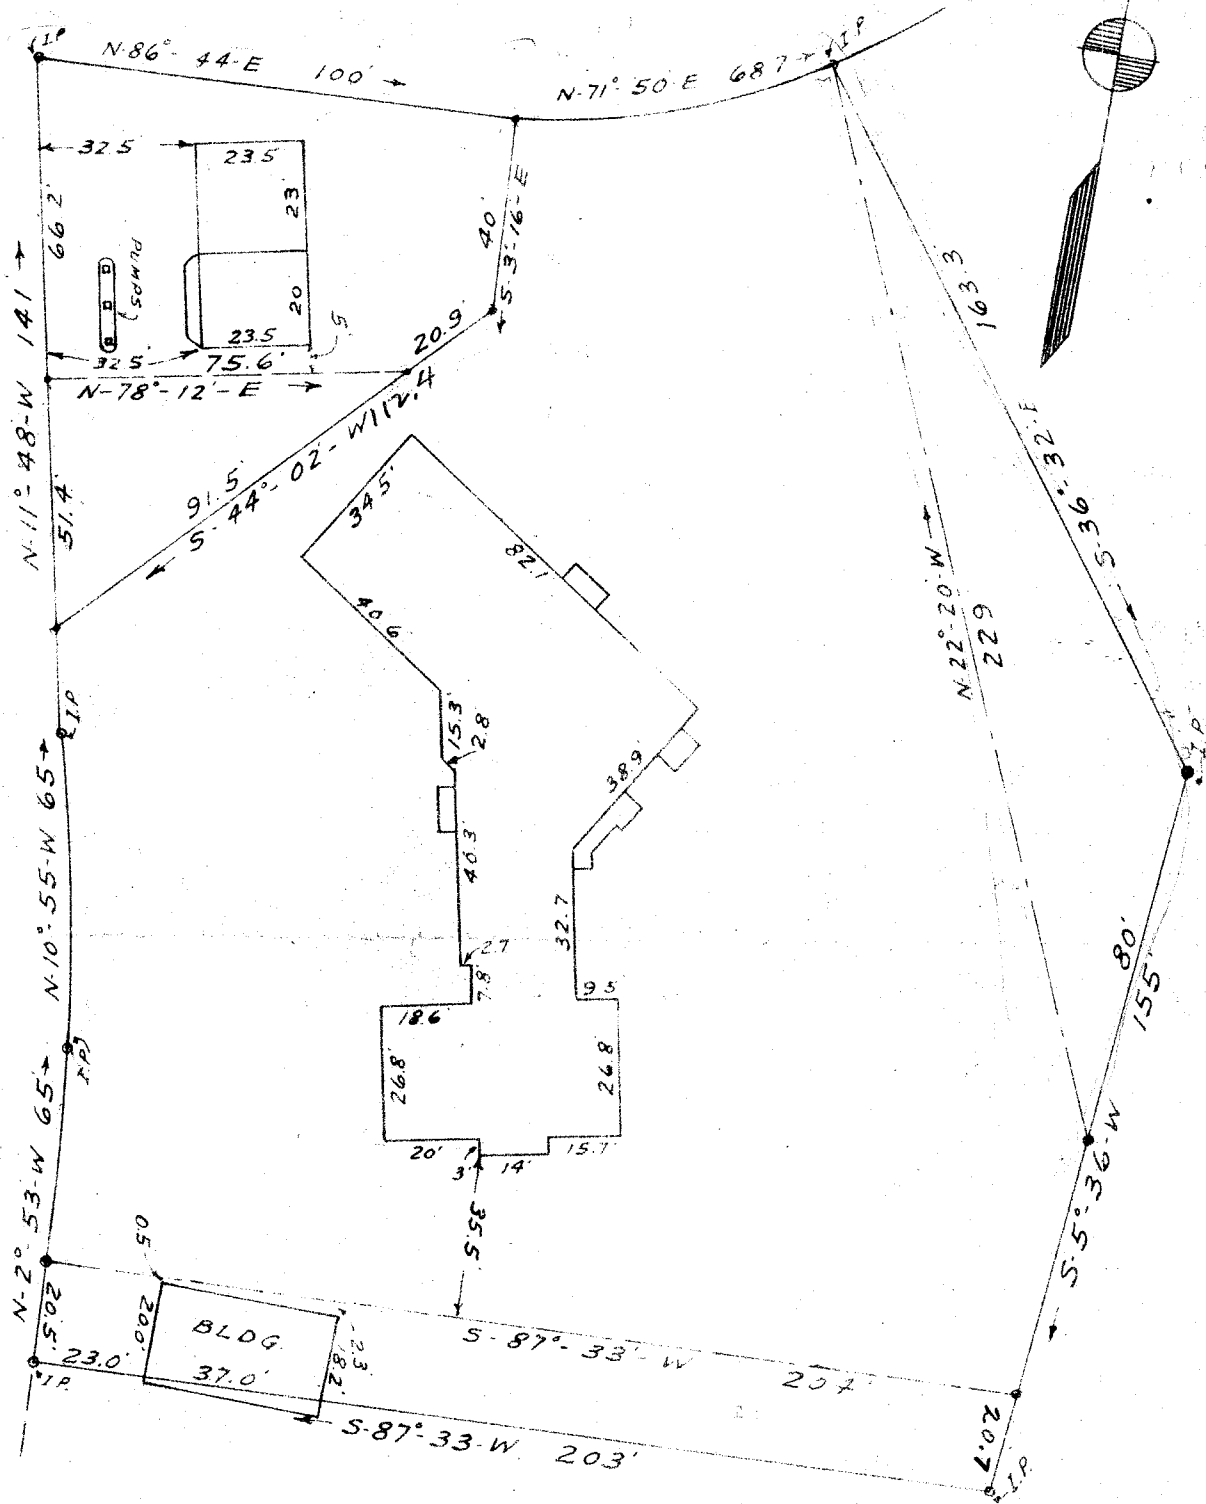 I.P.
N-86°-44-E 100'
N-71°-50-E 68.7
I.P.
32.5
23.5
23'
66.2'
PUMPS
20
23.5
32.5
75.6'
5'
N-78°-12'-E
40'
S-3°-16-E
20.9'
N-11°-48-W 141
51.4'
91.5'
S-44°-02'-W 112.4
34.5'
82.1
40.6'
15.3'
2.8'
38.9'
40.3'
32.7
2.7
7.8'
9.5
18.6'
26.8'
26.8'
20'
3'
14'
15.7'
35.5'
163.3
S-36°-32'-E
N-22°-20-W
229
I.P.
I.P.
N-10°-55-W 65
I.P.
80'
155'
S-5°-36-W
N-2°-53-W 65
20.5'
0.5'
20.0'
BLDG.
37.0'
2.3'
18.2'
23.0'
I.P.
S-87°-33'-W 207'
S-87°-33-W 203'
20.7
I.P.